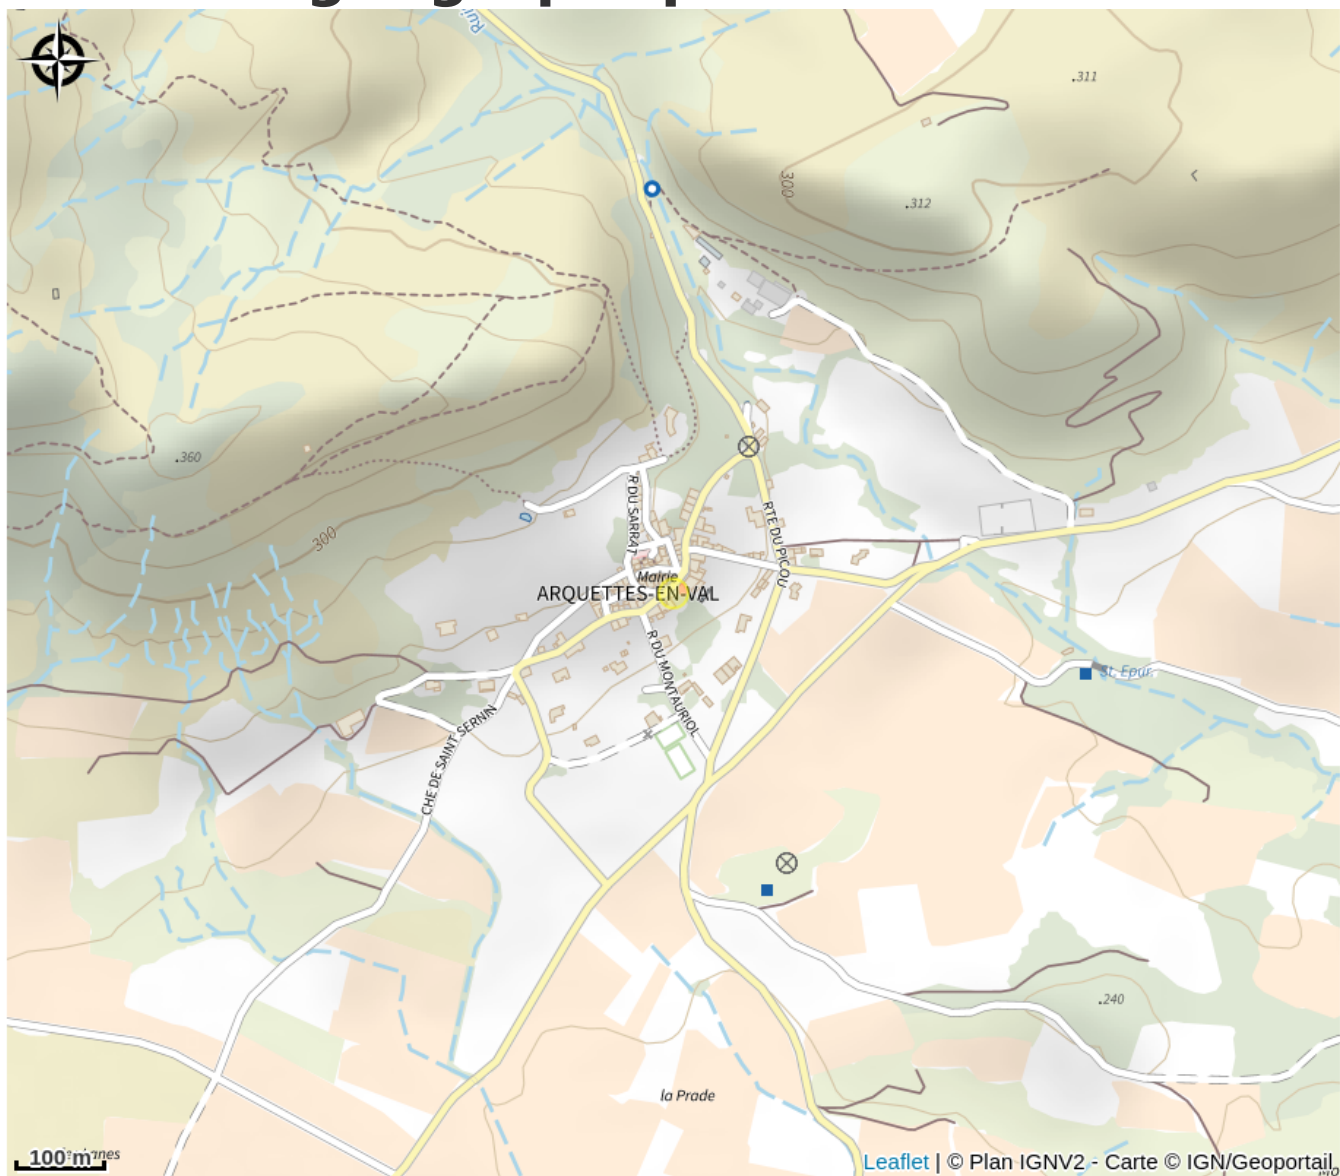 .311
300
.312
.360
300
R DU SARRAT
RTE DU PICOU
Mairie
ARQUETTES-EN-VAL
R DU MONTAURIOL
St. Epur.
CHE DE SAINT-SERNIN
.240
la Prade
100 m
Leaflet | © Plan IGNV2 - Carte © IGN/Geoportail